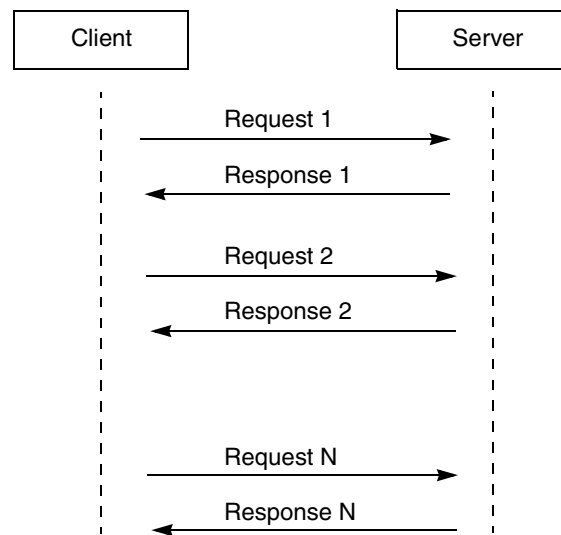 Client
Server
Request 1
Response 1
Request 2
Response 2
Request N
Response N